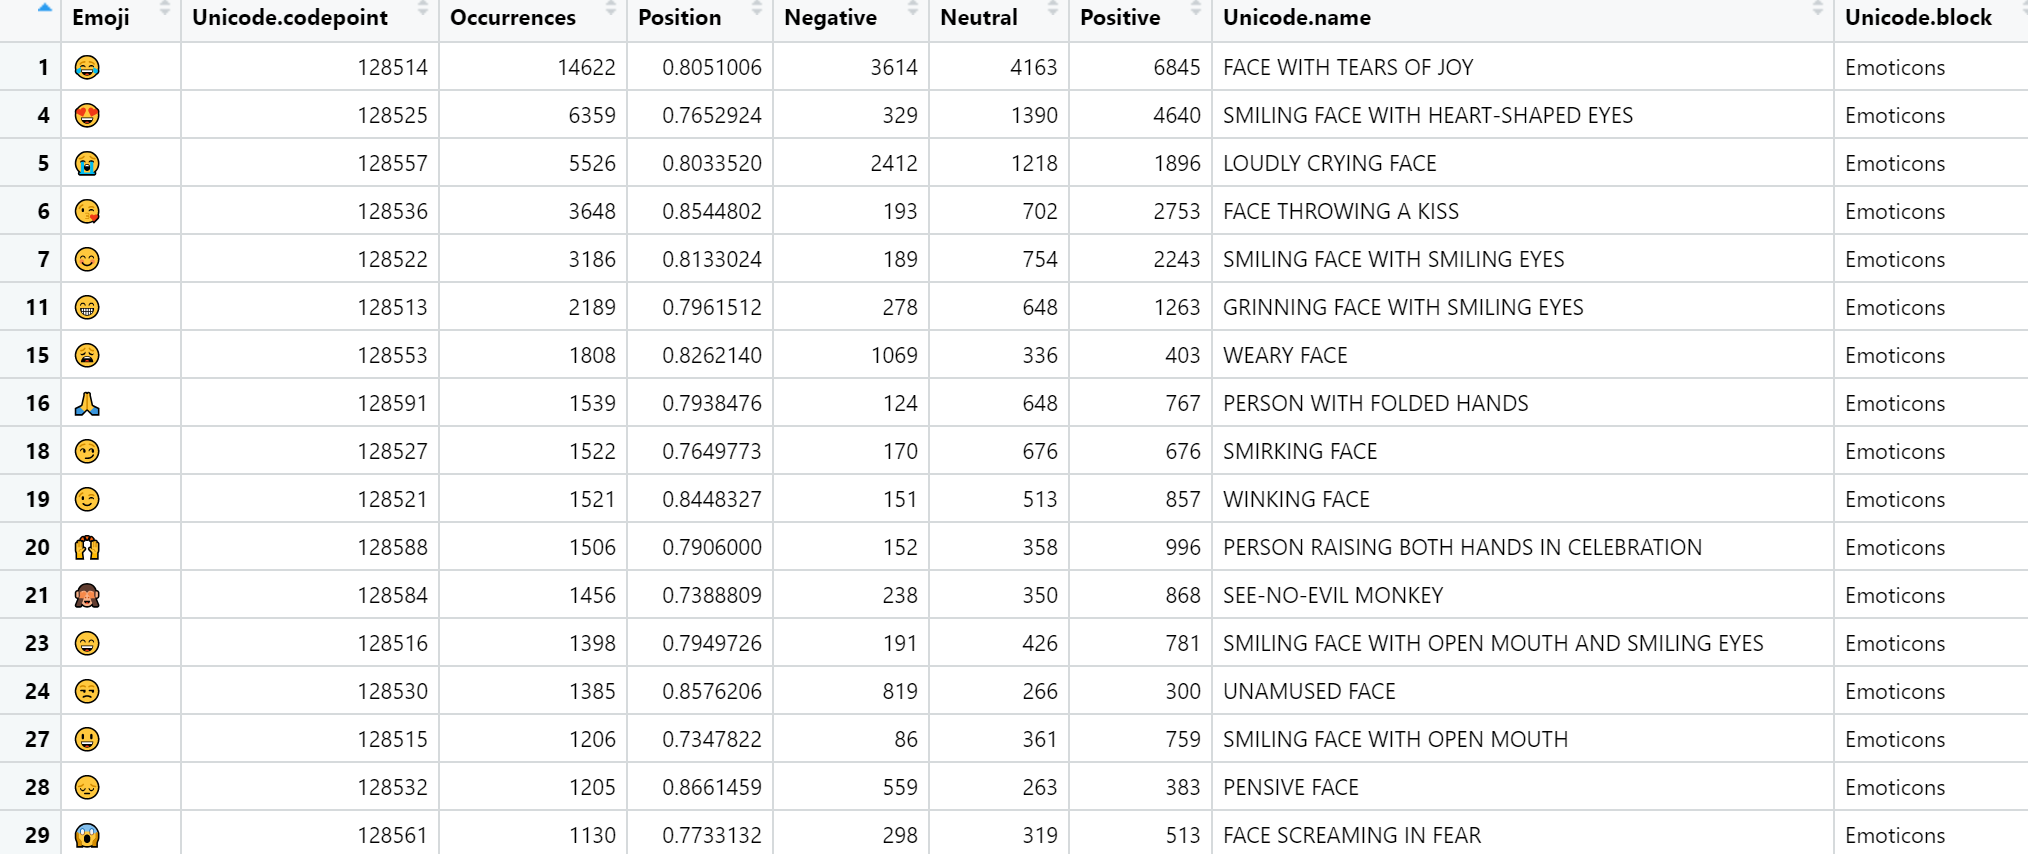 Emoji Unicode.codepoint Occurrences Position Negative Neutral Positive Unicode.name Unicode.block
1 😂 128514 14622 0.8051006 3614 4163 6845 FACE WITH TEARS OF JOY Emoticons
4 😍 128525 6359 0.7652924 329 1390 4640 SMILING FACE WITH HEART-SHAPED EYES Emoticons
5 😭 128557 5526 0.8033520 2412 1218 1896 LOUDLY CRYING FACE Emoticons
6 😘 128536 3648 0.8544802 193 702 2753 FACE THROWING A KISS Emoticons
7 😊 128522 3186 0.8133024 189 754 2243 SMILING FACE WITH SMILING EYES Emoticons
11 😁 128513 2189 0.7961512 278 648 1263 GRINNING FACE WITH SMILING EYES Emoticons
15 😩 128553 1808 0.8262140 1069 336 403 WEARY FACE Emoticons
16 🙏 128591 1539 0.7938476 124 648 767 PERSON WITH FOLDED HANDS Emoticons
18 😏 128527 1522 0.7649773 170 676 676 SMIRKING FACE Emoticons
19 😉 128521 1521 0.8448327 151 513 857 WINKING FACE Emoticons
20 🙌 128588 1506 0.7906000 152 358 996 PERSON RAISING BOTH HANDS IN CELEBRATION Emoticons
21 🙈 128584 1456 0.7388809 238 350 868 SEE-NO-EVIL MONKEY Emoticons
23 😄 128516 1398 0.7949726 191 426 781 SMILING FACE WITH OPEN MOUTH AND SMILING EYES Emoticons
24 😒 128530 1385 0.8576206 819 266 300 UNAMUSED FACE Emoticons
27 😃 128515 1206 0.7347822 86 361 759 SMILING FACE WITH OPEN MOUTH Emoticons
28 😔 128532 1205 0.8661459 559 263 383 PENSIVE FACE Emoticons
29 😱 128561 1130 0.7733132 298 319 513 FACE SCREAMING IN FEAR Emoticons